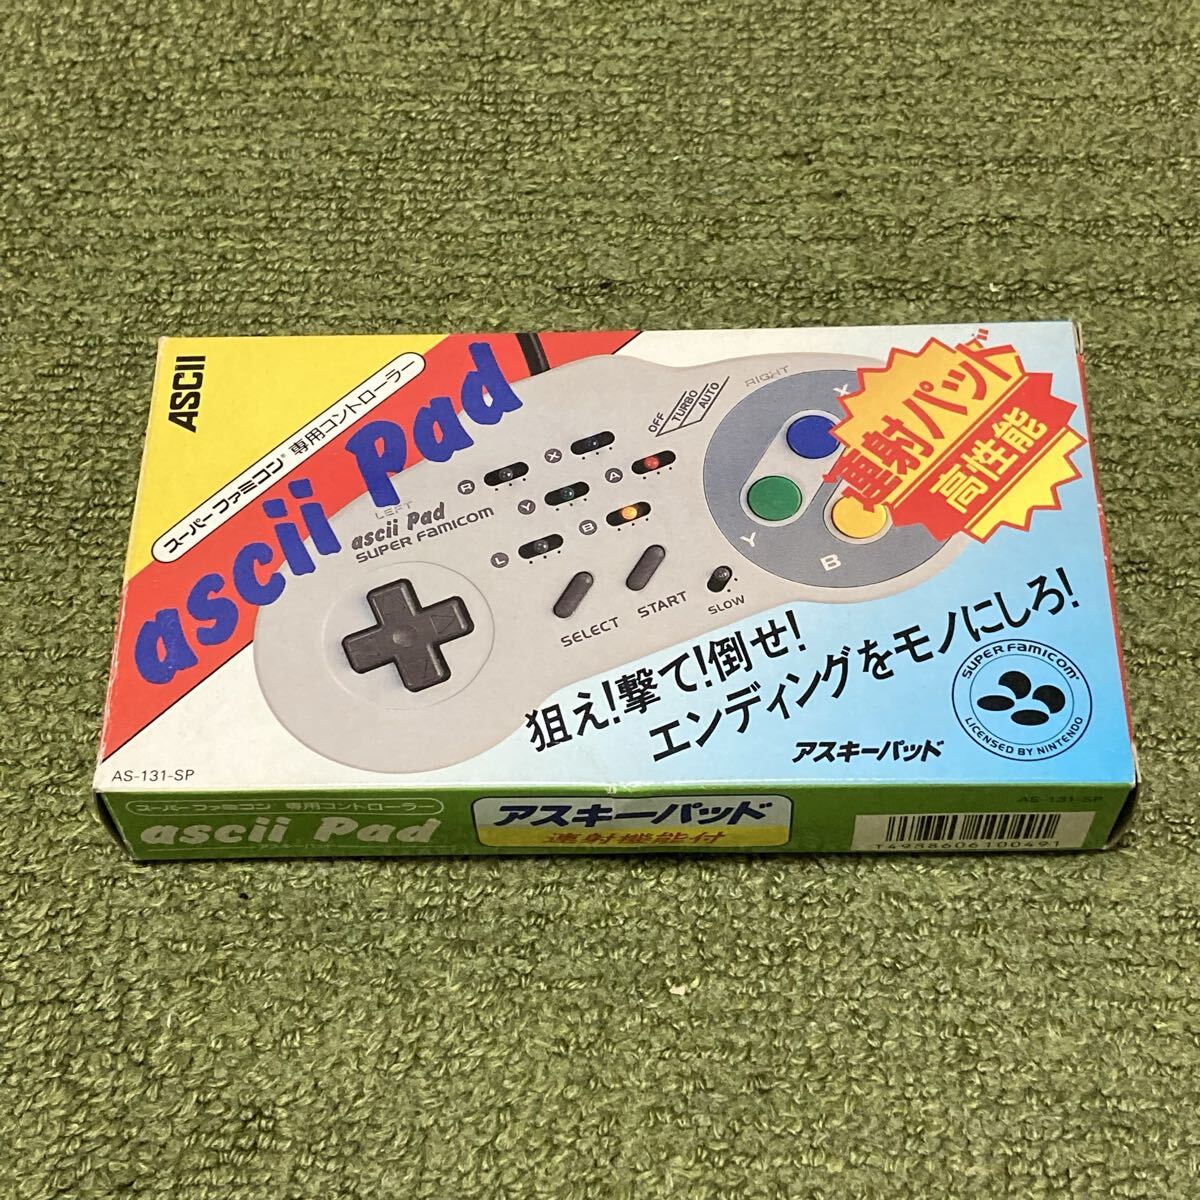 ASCII
スーパーファミコン®専用コントローラー
ascii Pad
LEFT
RIGHT
ascii Pad
SUPER FAMICOM
OFF
TURBO
AUTO
R
X
Y
A
L
B
SELECT
START
SLOW
X
Y
B
連射パッド
高性能
狙え!撃て!倒せ!
エンディングをモノにしろ!
アスキーパッド
SUPER FAMICOM
LICENSED BY NINTENDO
AS-131-SP
スーパーファミコン®専用コントローラー
ascii Pad
アスキーパッド
連射機能付
AS-131-SP
T4988606100491